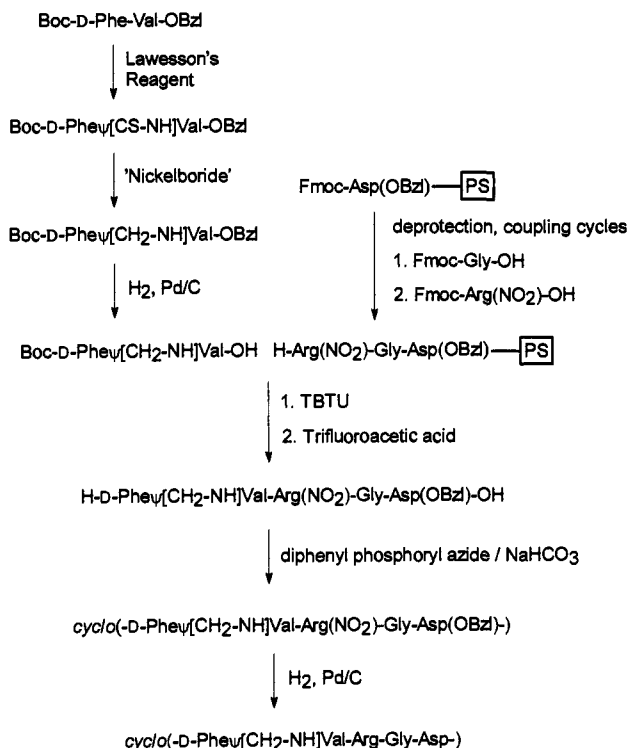 Boc-D-Phe-Val-OBzl
Lawesson's
Reagent
Boc-D-Pheψ[CS-NH]Val-OBzl
'Nickelboride'
Boc-D-Pheψ[CH2-NH]Val-OBzl
H2, Pd/C
Fmoc-Asp(OBzl)—PS
deprotection, coupling cycles
1. Fmoc-Gly-OH
2. Fmoc-Arg(NO2)-OH
Boc-D-Pheψ[CH2-NH]Val-OH H-Arg(NO2)-Gly-Asp(OBzl)—PS
1. TBTU
2. Trifluoroacetic acid
H-D-Pheψ[CH2-NH]Val-Arg(NO2)-Gly-Asp(OBzl)-OH
diphenyl phosphoryl azide / NaHCO3
cyclo(-D-Pheψ[CH2-NH]Val-Arg(NO2)-Gly-Asp(OBzl)-)
H2, Pd/C
cyclo(-D-Pheψ[CH2-NH]Val-Arg-Gly-Asp-)